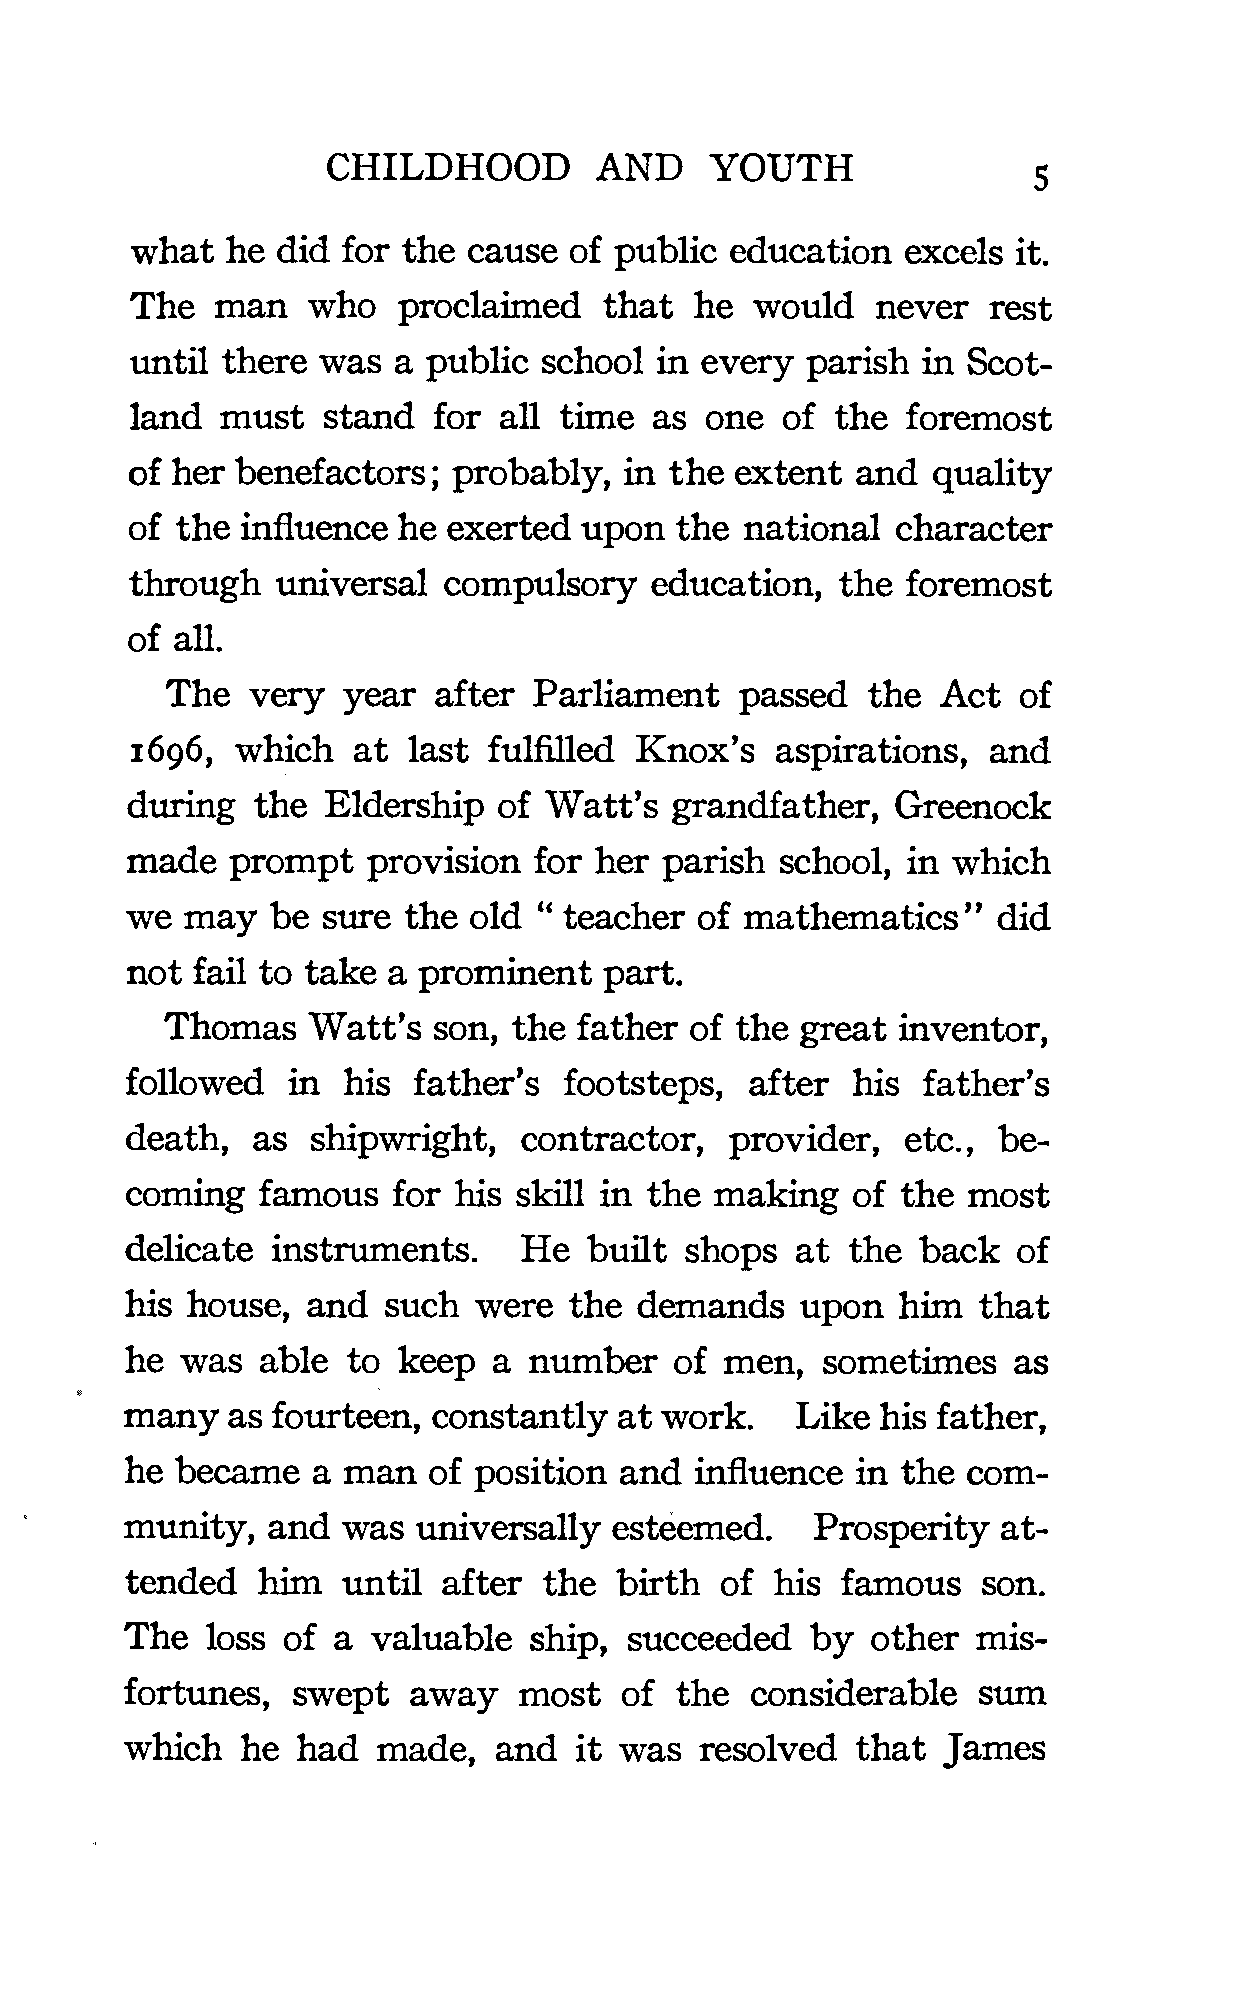 CHILDHOOD AND YOUTH 5
what he did for the cause of public education excels it.
The man who proclaimed that he would never rest
until there was a public school in every parish in Scot-
land must stand for all time as one of the foremost
of her benefactors; probably, in the extent and quality
of the influence he exerted upon the national character
through universal compulsory education, the foremost
of all.
The very year after Parliament passed the Act of
1696, which at last fulfilled Knox's aspirations, and
during the Eldership of Watt's grandfather, Greenock
made prompt provision for her parish school, in which
we may be sure the old “ teacher of mathematics” did
not fail to take a prominent part.
Thomas Watt's son, the father of the great inventor,
followed in his father's footsteps, after his father's
death, as shipwright, contractor, provider, etc., be-
coming famous for his skill in the making of the most
delicate instruments. He built shops at the back of
his house, and such were the demands upon him that
he was able to keep a number of men, sometimes as
many as fourteen, constantly at work. Like his father,
he became a man of position and influence in the com-
munity, and was universally esteemed. Prosperity at-
tended him until after the birth of his famous son.
The loss of a valuable ship, succeeded by other mis-
fortunes, swept away most of the considerable sum
which he had made, and it was resolved that James